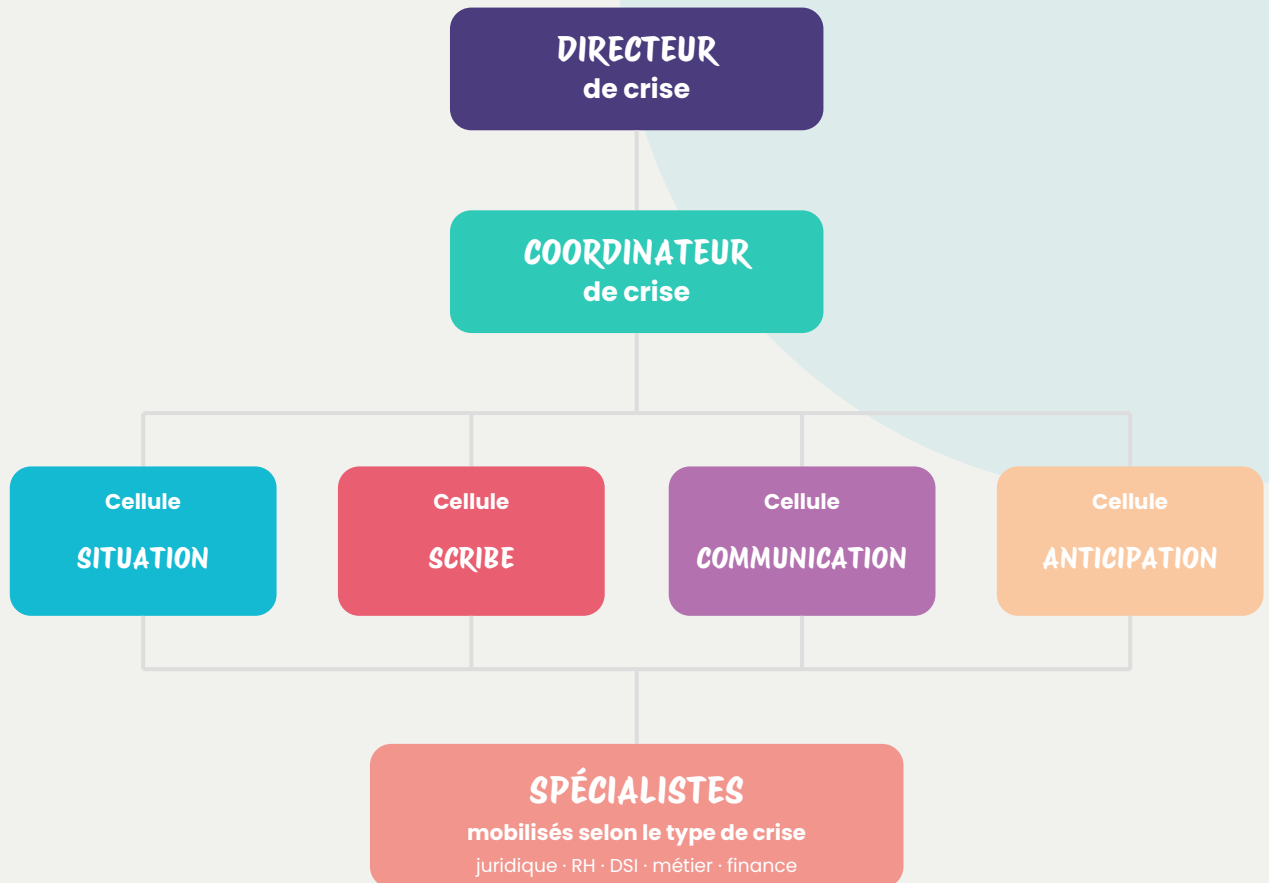 DIRECTEUR
de crise
COORDINATEUR
de crise
Cellule
SITUATION
Cellule
SCRIBE
Cellule
COMMUNICATION
Cellule
ANTICIPATION
SPÉCIALISTES
mobilisés selon le type de crise
juridique · RH · DSI · métier · finance